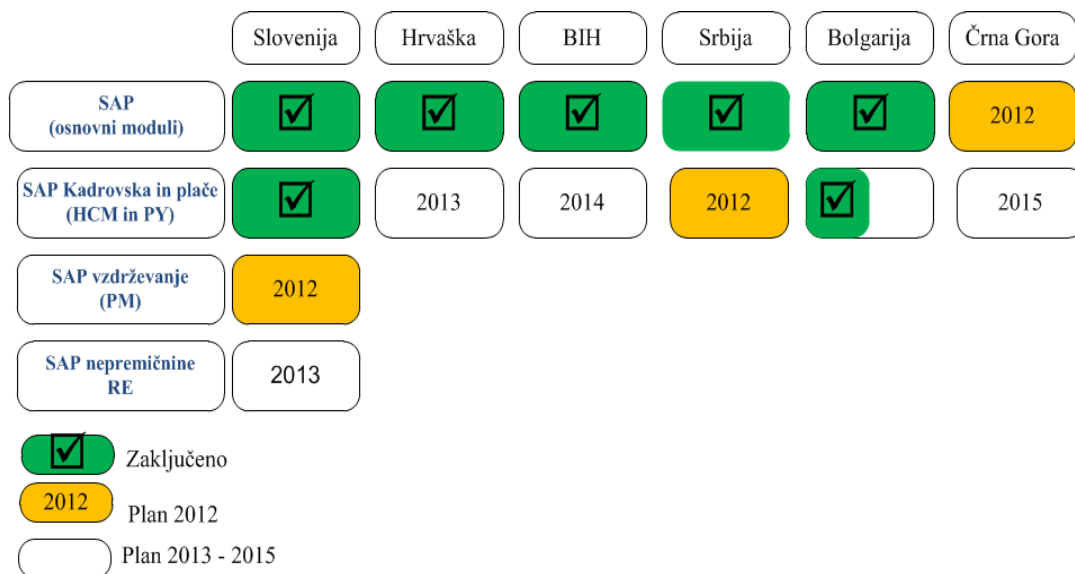 Slovenija Hrvaška BIH Srbija Bolgarija Črna Gora
SAP
(osnovni moduli)
2012
SAP Kadrovska in plače
(HCM in PY)
2013 2014 2012 2015
SAP vzdrževanje
(PM)
2012
SAP nepremičnine
RE
2013
Zaključeno
2012
Plan 2012
Plan 2013 - 2015